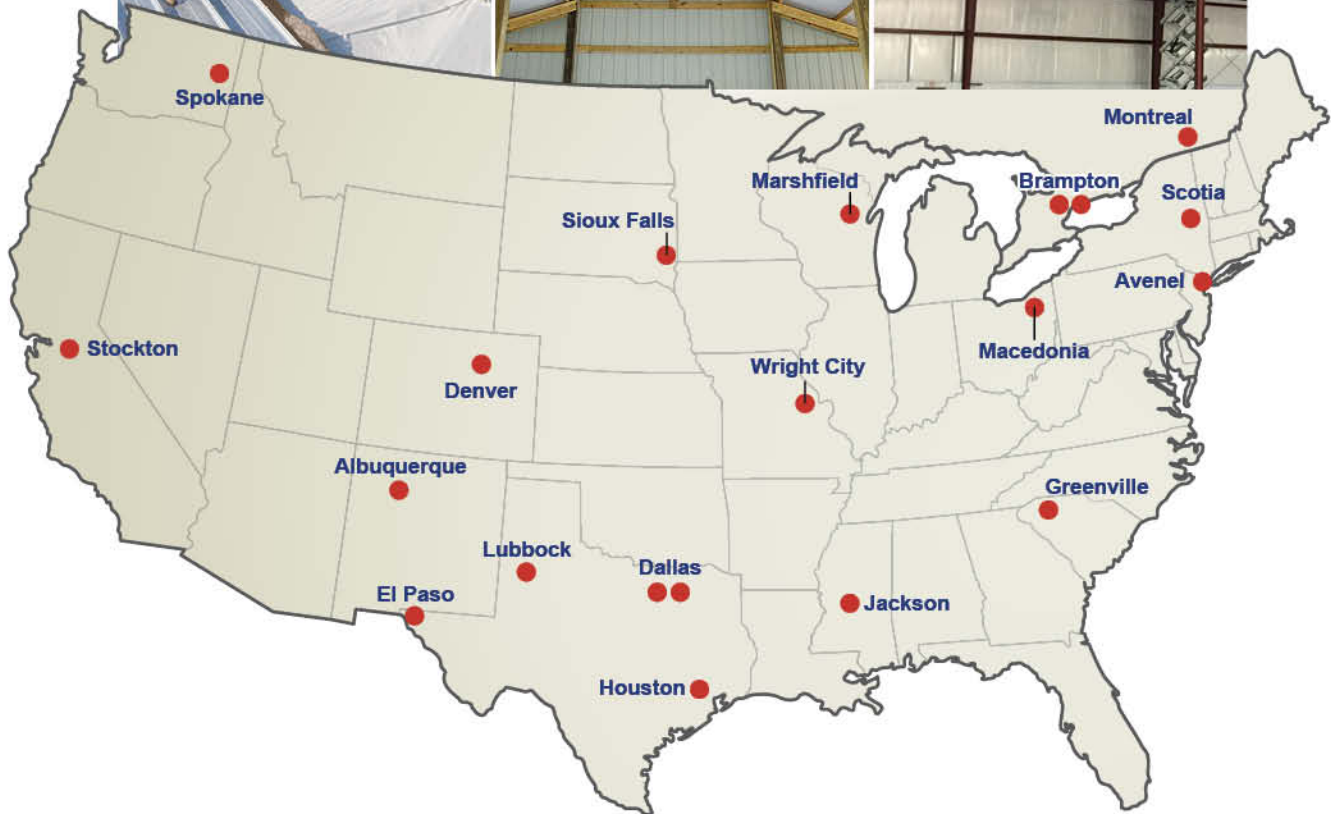 Spokane
Montreal
Marshfield
Brampton
Scotia
Sioux Falls
Avenel
Stockton
Macedonia
Denver
Wright City
Albuquerque
Greenville
Lubbock
Dallas
El Paso
Jackson
Houston